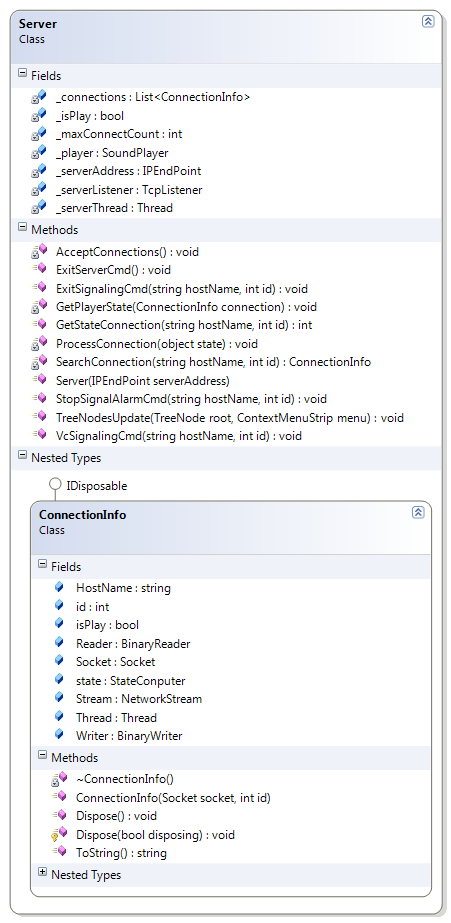 Server
Class
Fields
_connections : List<ConnectionInfo>
_isPlay : bool
_maxConnectCount : int
_player : SoundPlayer
_serverAddress : IPEndPoint
_serverListener : TcpListener
_serverThread : Thread
Methods
AcceptConnections() : void
ExitServerCmd() : void
ExitSignalingCmd(string hostName, int id) : void
GetPlayerState(ConnectionInfo connection) : void
GetStateConnection(string hostName, int id) : int
ProcessConnection(object state) : void
SearchConnection(string hostName, int id) : ConnectionInfo
Server(IPEndPoint serverAddress)
StopSignalAlarmCmd(string hostName, int id) : void
TreeNodesUpdate(TreeNode root, ContextMenuStrip menu) : void
VcSignalingCmd(string hostName, int id) : void
Nested Types
IDisposable
ConnectionInfo
Class
Fields
HostName : string
id : int
isPlay : bool
Reader : BinaryReader
Socket : Socket
state : StateConputer
Stream : NetworkStream
Thread : Thread
Writer : BinaryWriter
Methods
~ConnectionInfo()
ConnectionInfo(Socket socket, int id)
Dispose() : void
Dispose(bool disposing) : void
ToString() : string
Nested Types